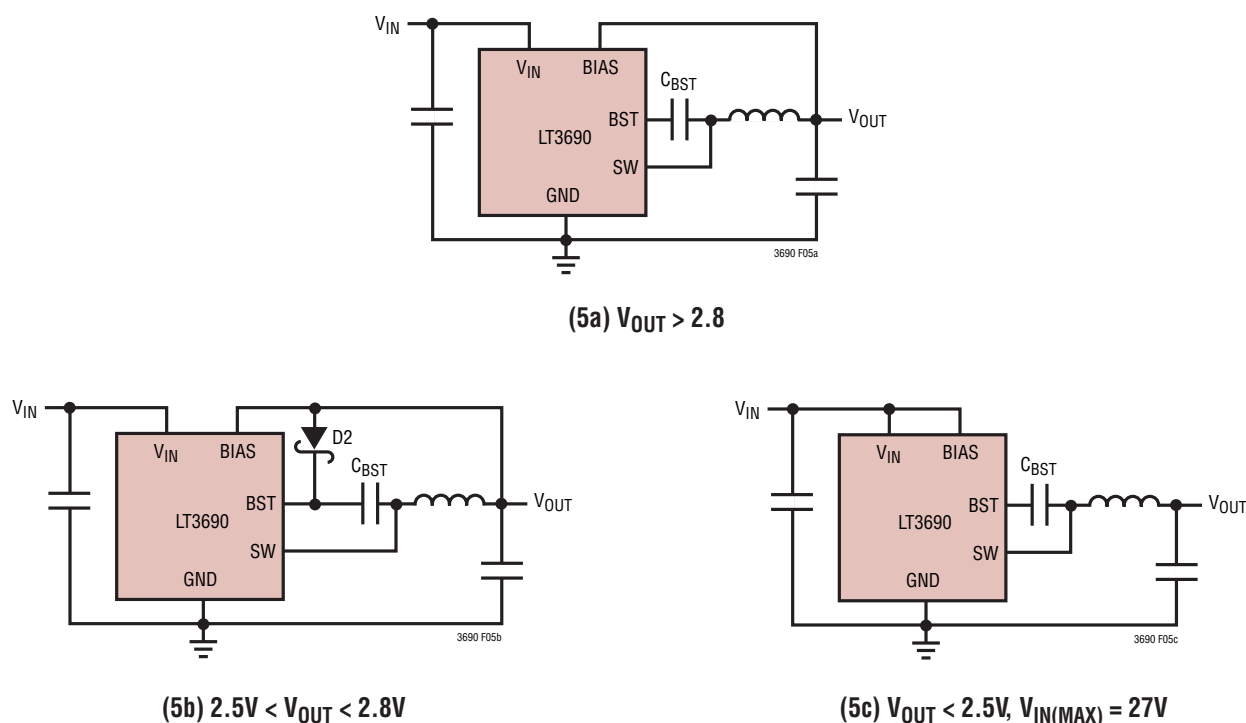 VIN
VIN BIAS
CBST
BST
VOUT
LT3690
SW
GND
3690 F05a
(5a) VOUT > 2.8
VIN
VIN BIAS
D2
CBST
BST
VOUT
LT3690
SW
GND
3690 F05b
(5b) 2.5V < VOUT < 2.8V
VIN
VIN BIAS
CBST
BST
VOUT
LT3690
SW
GND
3690 F05c
(5c) VOUT < 2.5V, VIN(MAX) = 27V